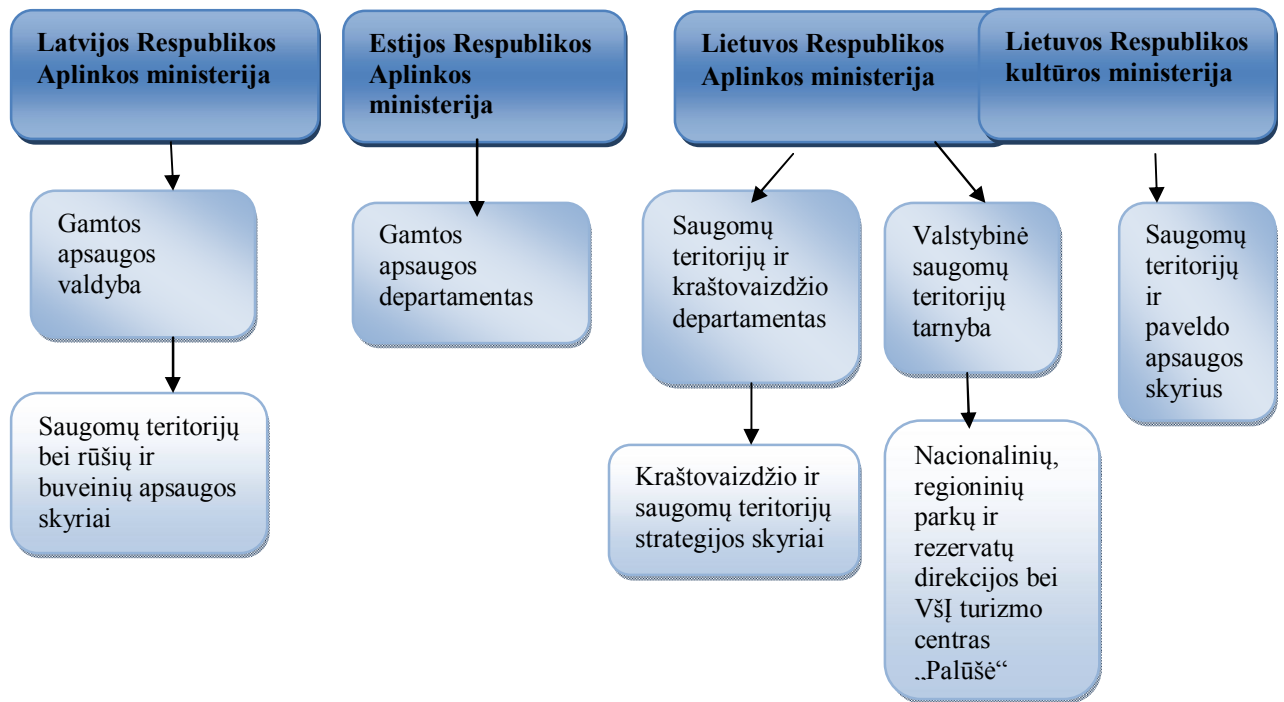 Latvijos Respublikos
Aplinkos ministerija
Estijos Respublikos
Aplinkos
ministerija
Lietuvos Respublikos
Aplinkos ministerija
Lietuvos Respublikos
kultūros ministerija
Gamtos
apsaugos
valdyba
Gamtos
apsaugos
departamentas
Saugomų
teritorijų ir
kraštovaizdžio
departamentas
Valstybinė
saugomų
teritorijų
tarnyba
Saugomų
teritorijų
ir
paveldo
apsaugos
skyrius
Saugomų teritorijų
bei rūšių ir
buveinių apsaugos
skyriai
Kraštovaizdžio ir
saugomų teritorijų
strategijos skyriai
Nacionalinių,
regioninių
parkų ir
rezervatų
direkcijos bei
VšĮ turizmo
centras
„Palūšė“